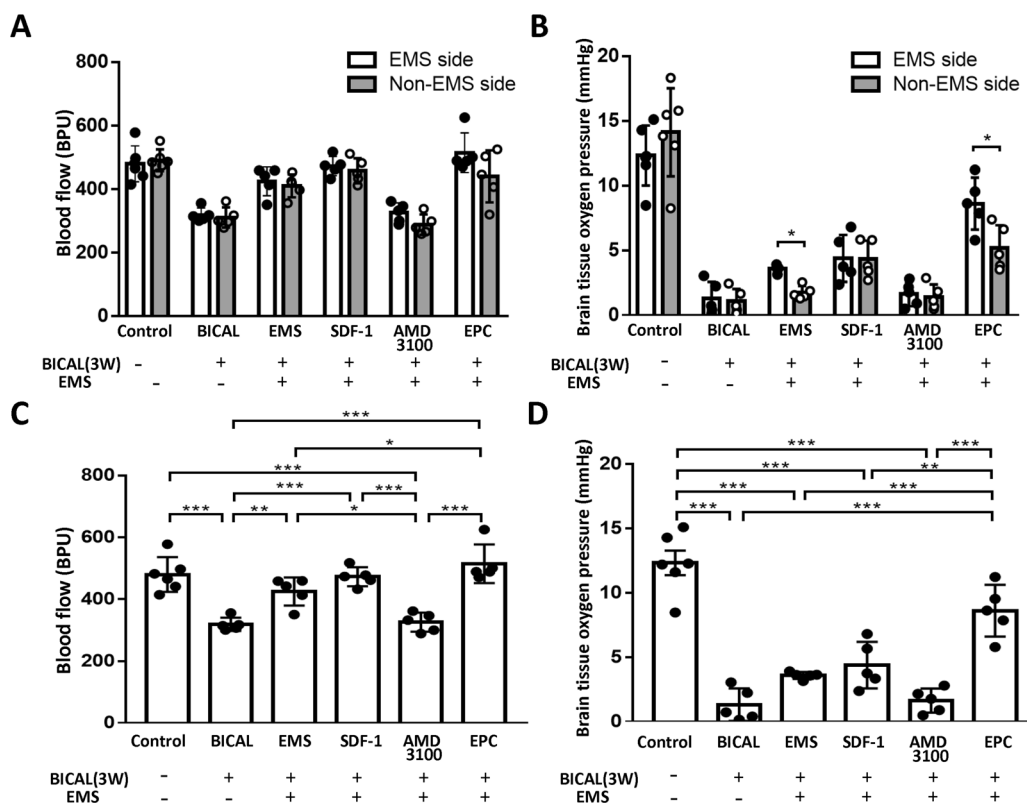 A
Blood flow (BPU)
800
600
400
200
0
EMS side
Non-EMS side
Control BICAL EMS SDF-1 AMD 3100 EPC
BICAL(3W) – + + + + +
EMS – – + + + +
B
Brain tissue oxygen pressure (mmHg)
20
15
10
5
0
EMS side
Non-EMS side
*
*
Control BICAL EMS SDF-1 AMD 3100 EPC
BICAL(3W) – + + + + +
EMS – – + + + +
C
Blood flow (BPU)
800
600
400
200
0
***
*
***
***
***
***
**
*
***
Control BICAL EMS SDF-1 AMD 3100 EPC
BICAL(3W) – + + + + +
EMS – – + + + +
D
Brain tissue oxygen pressure (mmHg)
20
15
10
5
0
***
***
***
**
***
***
***
***
Control BICAL EMS SDF-1 AMD 3100 EPC
BICAL(3W) – + + + + +
EMS – – + + + +